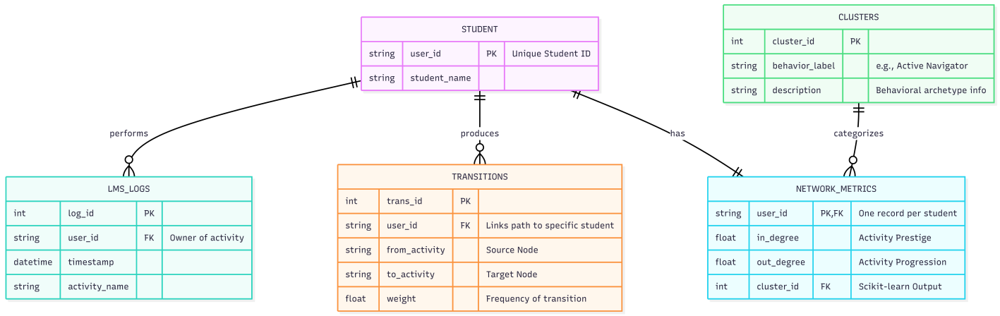 STUDENT
string user_id PK Unique Student ID
string student_name
CLUSTERS
int cluster_id PK
string behavior_label e.g., Active Navigator
string description Behavioral archetype info
performs
produces
has
categorizes
LMS_LOGS
int log_id PK
string user_id FK Owner of activity
datetime timestamp
string activity_name
TRANSITIONS
int trans_id PK
string user_id FK Links path to specific student
string from_activity Source Node
string to_activity Target Node
float weight Frequency of transition
NETWORK_METRICS
string user_id PK,FK One record per student
float in_degree Activity Prestige
float out_degree Activity Progression
int cluster_id FK Scikit-learn Output